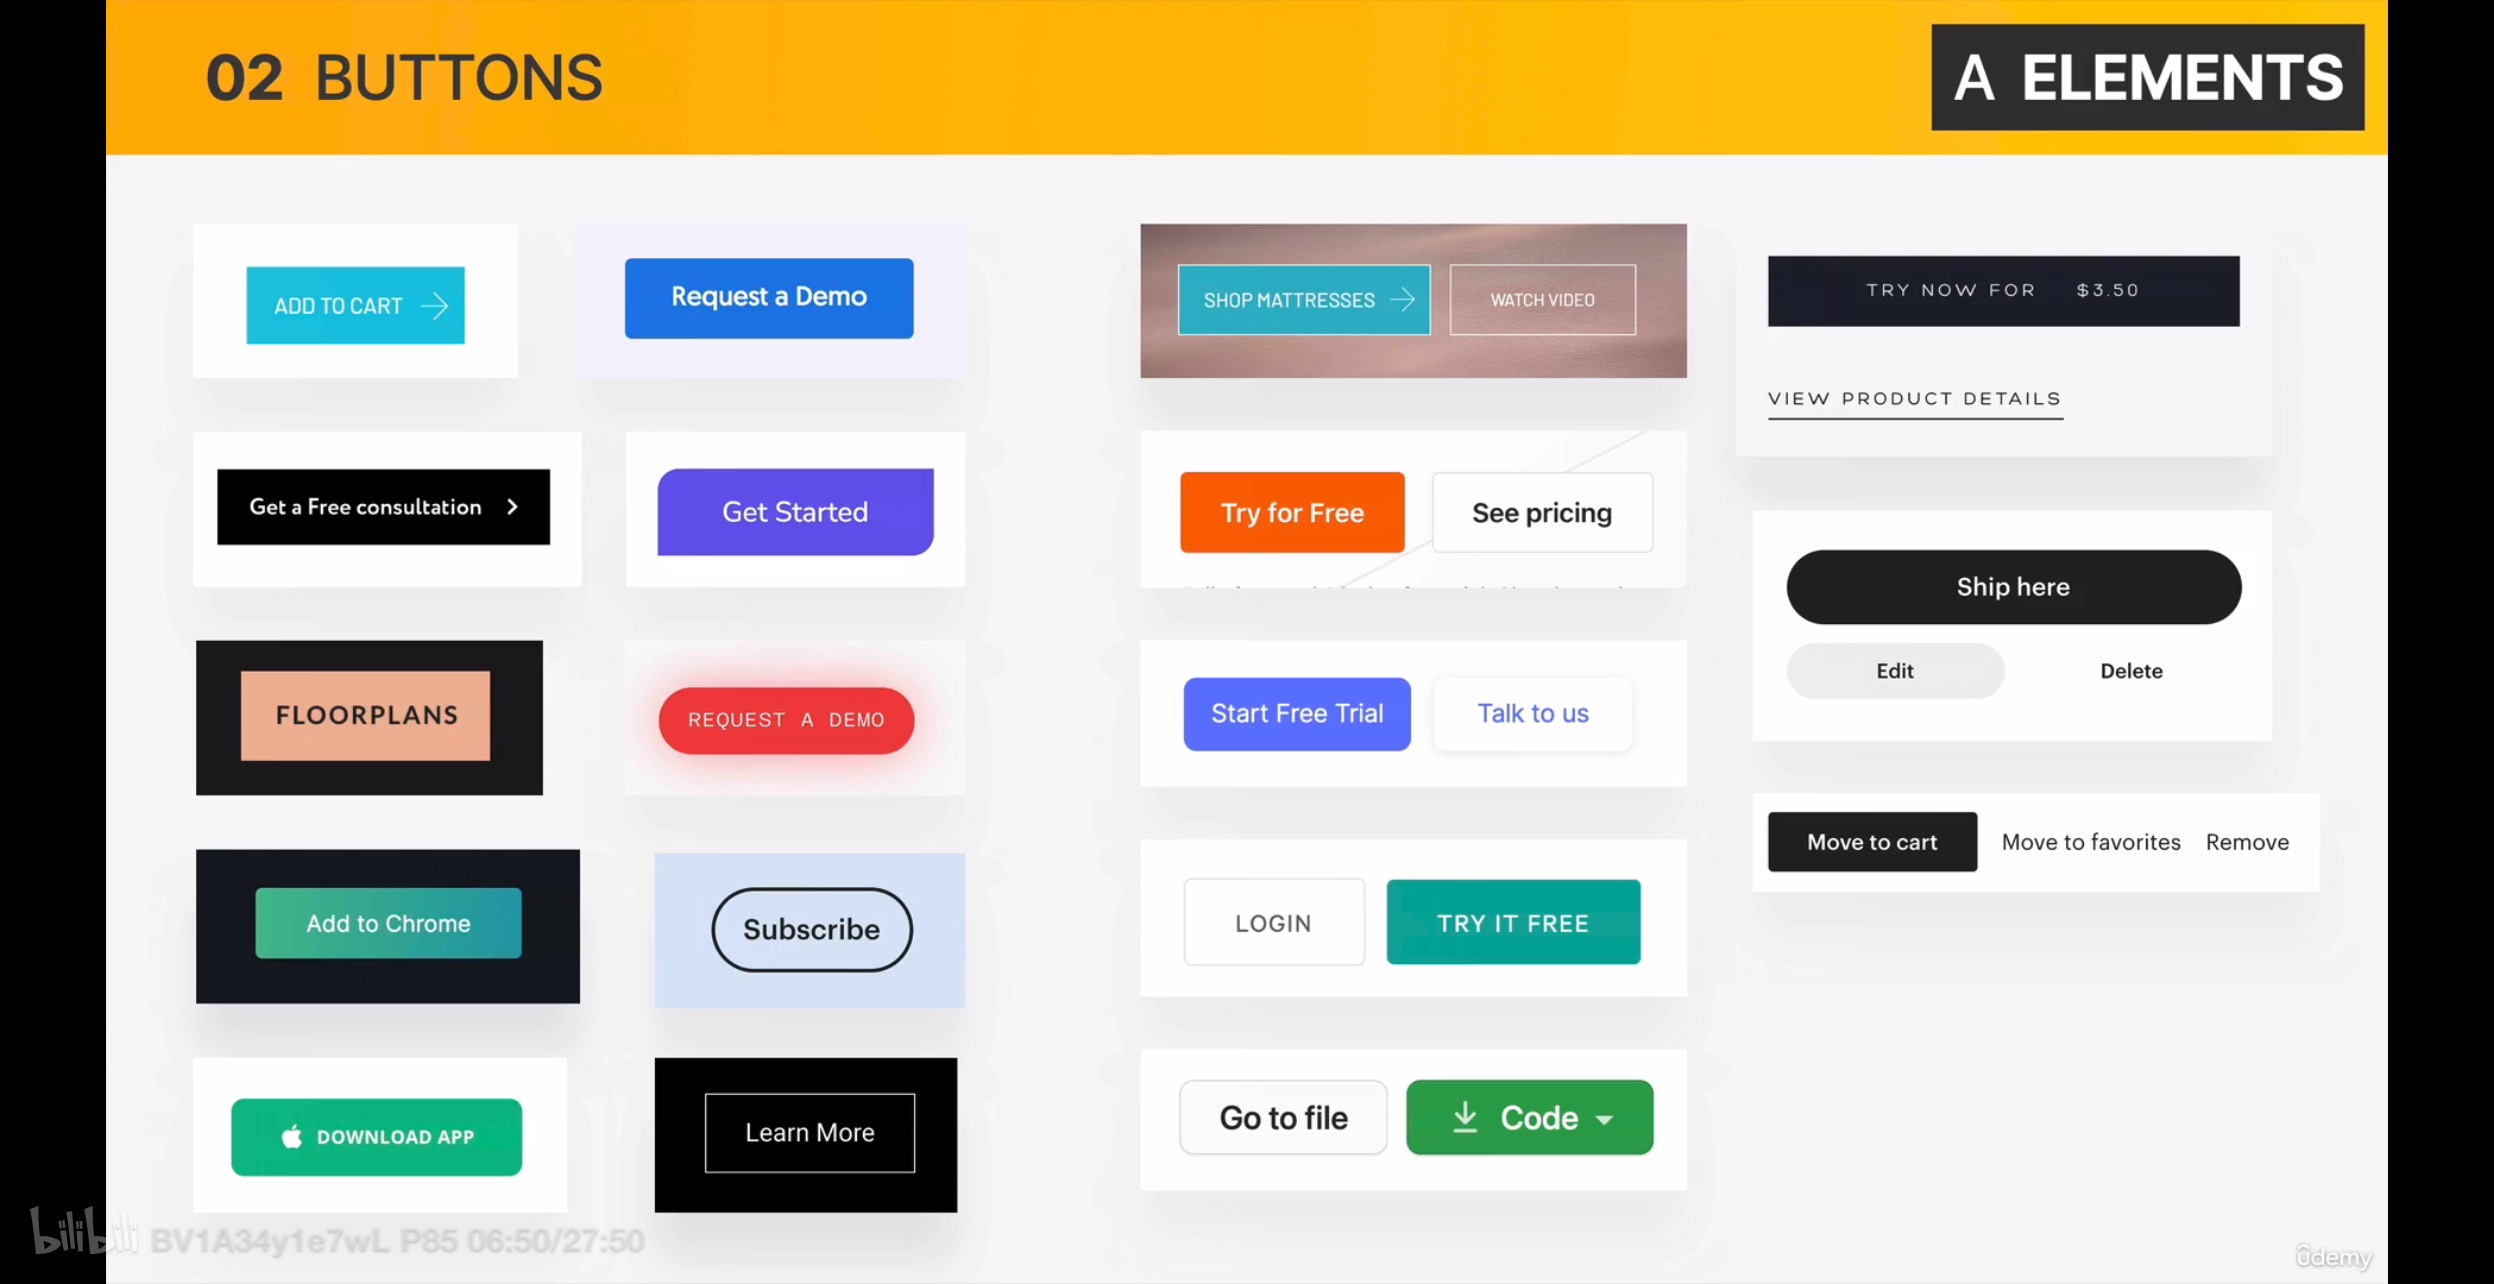 02 BUTTONS
A ELEMENTS
ADD TO CART
Request a Demo
Get a Free consultation
Get Started
FLOORPLANS
REQUEST A DEMO
Add to Chrome
Subscribe
DOWNLOAD APP
Learn More
SHOP MATTRESSES
WATCH VIDEO
Try for Free
See pricing
Start Free Trial
Talk to us
LOGIN
TRY IT FREE
Go to file
Code
TRY NOW FOR $3.50
VIEW PRODUCT DETAILS
Ship here
Edit
Delete
Move to cart
Move to favorites
Remove
bilibili BV1A34y1e7wL P85 06:50/27:50
ûdemy